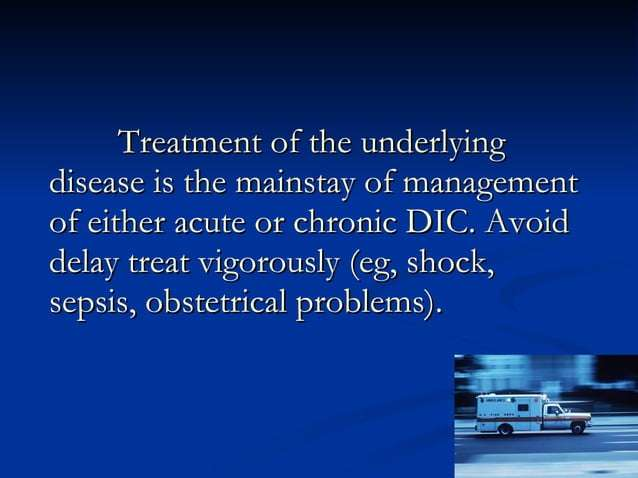 Treatment of the underlying
disease is the mainstay of management
of either acute or chronic DIC. Avoid
delay treat vigorously (eg, shock,
sepsis, obstetrical problems).
AMBULANCE